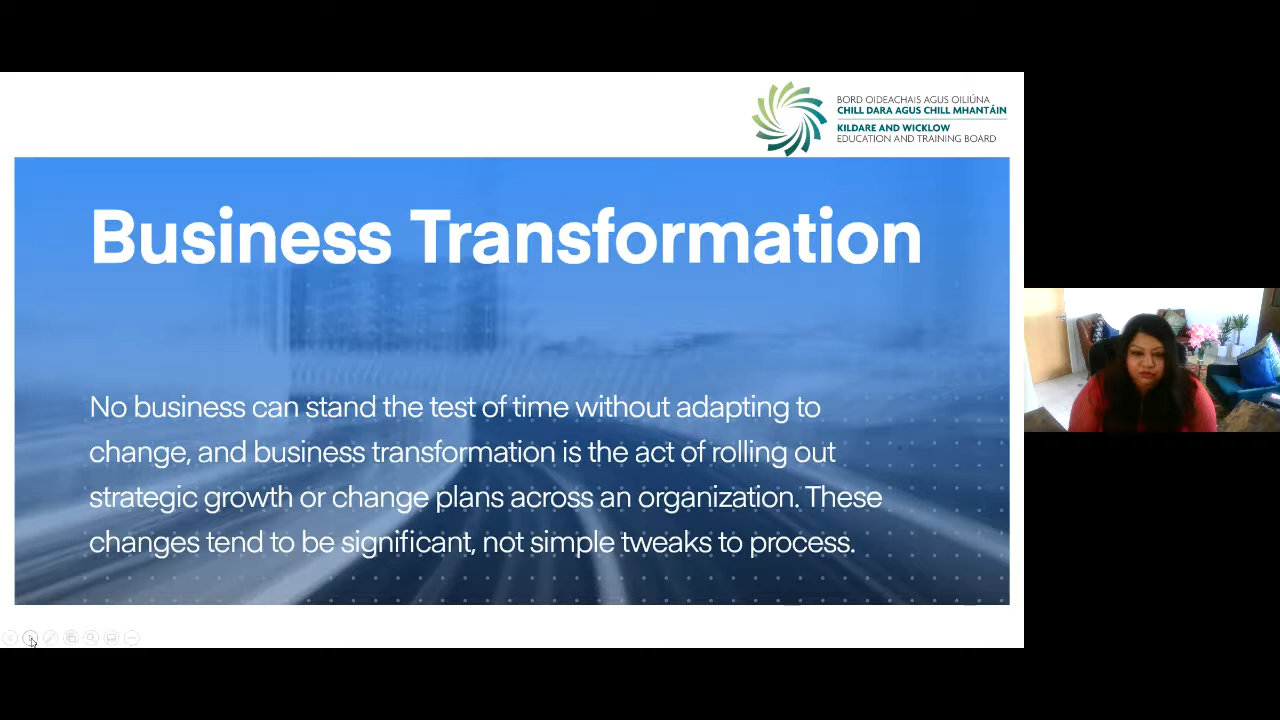 BORD OIDEACHAIS AGUS OILIÚNA
CHILL DARA AGUS CHILL MHANTÁIN
KILDARE AND WICKLOW
EDUCATION AND TRAINING BOARD
Business Transformation
No business can stand the test of time without adapting to
change, and business transformation is the act of rolling out
strategic growth or change plans across an organization. These
changes tend to be significant, not simple tweaks to process.